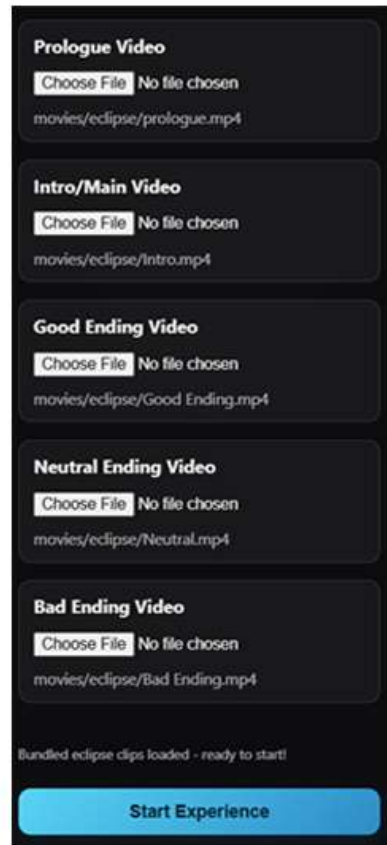 Prologue Video
Choose File No file chosen
movies/eclipse/prologue.mp4
Intro/Main Video
Choose File No file chosen
movies/eclipse/Intro.mp4
Good Ending Video
Choose File No file chosen
movies/eclipse/Good Ending.mp4
Neutral Ending Video
Choose File No file chosen
movies/eclipse/Neutral.mp4
Bad Ending Video
Choose File No file chosen
movies/eclipse/Bad Ending.mp4
Bundled eclipse clips loaded - ready to start!
Start Experience